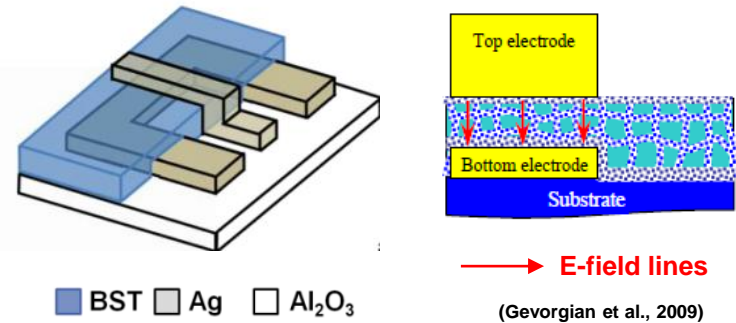 Top electrode
Bottom electrode
Substrate
E-field lines
BST Ag Al₂O₃
(Gevorgian et al., 2009)